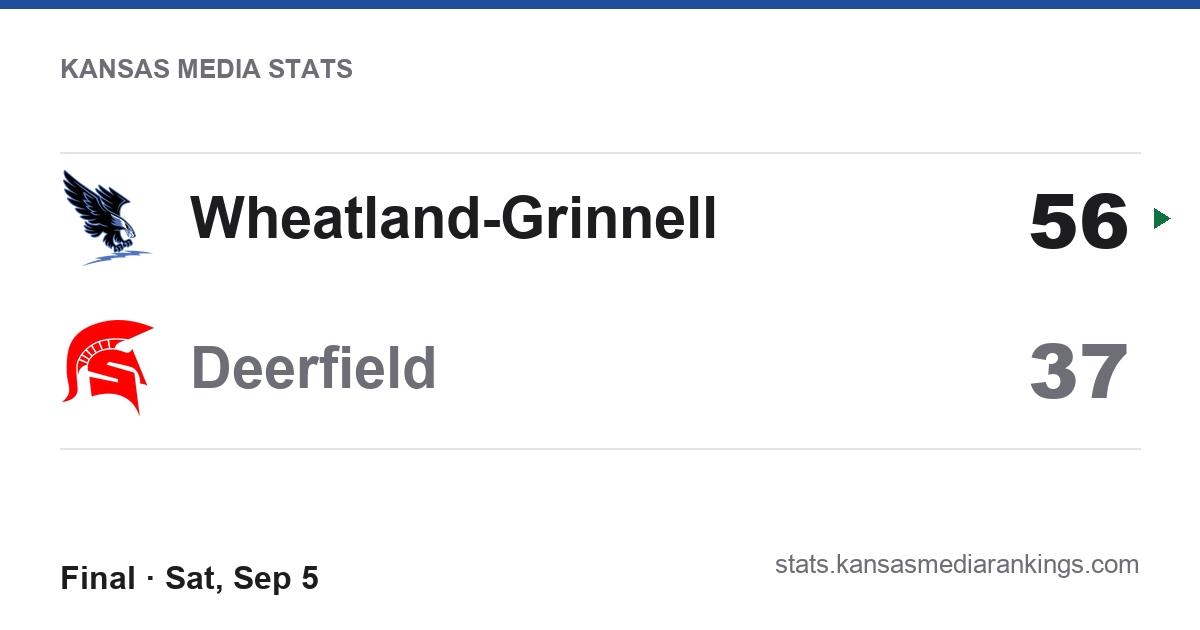 KANSAS MEDIA STATS
Wheatland-Grinnell 56
Deerfield 37
Final · Sat, Sep 5
stats.kansasmediarankings.com